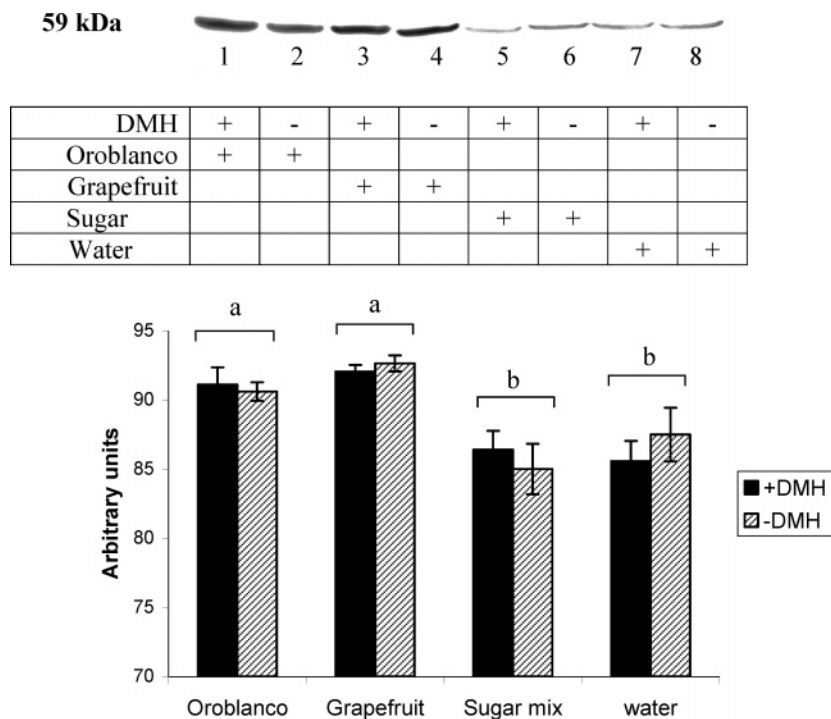 59 kDa
1 2 3 4 5 6 7 8
DMH + - + - + - + -
Oroblanco + +
Grapefruit + +
Sugar + +
Water + +
a a b b
95
90
85
80
75
70
Arbitrary units
+DMH
-DMH
Oroblanco Grapefruit Sugar mix water